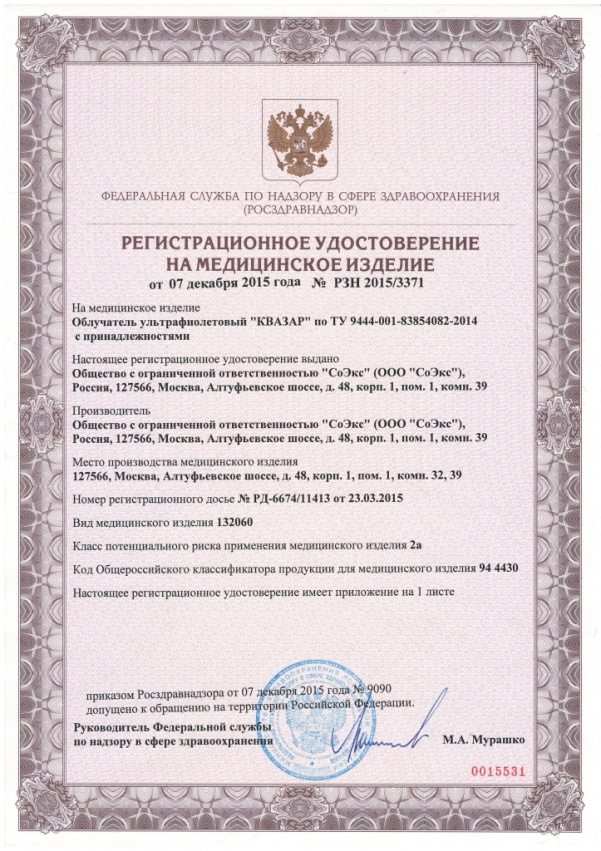 ФЕДЕРАЛЬНАЯ СЛУЖБА ПО НАДЗОРУ В СФЕРЕ ЗДРАВООХРАНЕНИЯ
(РОСЗДРАВНАДЗОР)
РЕГИСТРАЦИОННОЕ УДОСТОВЕРЕНИЕ
НА МЕДИЦИНСКОЕ ИЗДЕЛИЕ
от 07 декабря 2015 года № РЗН 2015/3371
На медицинское изделие
Облучатель ультрафиолетовый "КВАЗАР" по ТУ 9444-001-83854082-2014
с принадлежностями
Настоящее регистрационное удостоверение выдано
Общество с ограниченной ответственностью "СоЭкс" (ООО "СоЭкс"),
Россия, 127566, Москва, Алтуфьевское шоссе, д. 48, корп. 1, пом. 1, комн. 39
Производитель
Общество с ограниченной ответственностью "СоЭкс" (ООО "СоЭкс"),
Россия, 127566, Москва, Алтуфьевское шоссе, д. 48, корп. 1, пом. 1, комн. 39
Место производства медицинского изделия
127566, Москва, Алтуфьевское шоссе, д. 48, корп. 1, пом. 1, комн. 32, 39
Номер регистрационного досье № РД-6674/11413 от 23.03.2015
Вид медицинского изделия 132060
Класс потенциального риска применения медицинского изделия 2а
Код Общероссийского классификатора продукции для медицинского изделия 94 4430
Настоящее регистрационное удостоверение имеет приложение на 1 листе
приказом Росздравнадзора от 07 декабря 2015 года № 9090
допущено к обращению на территории Российской Федерации.
Руководитель Федеральной службы
по надзору в сфере здравоохранения
М.А. Мурашко
0015531